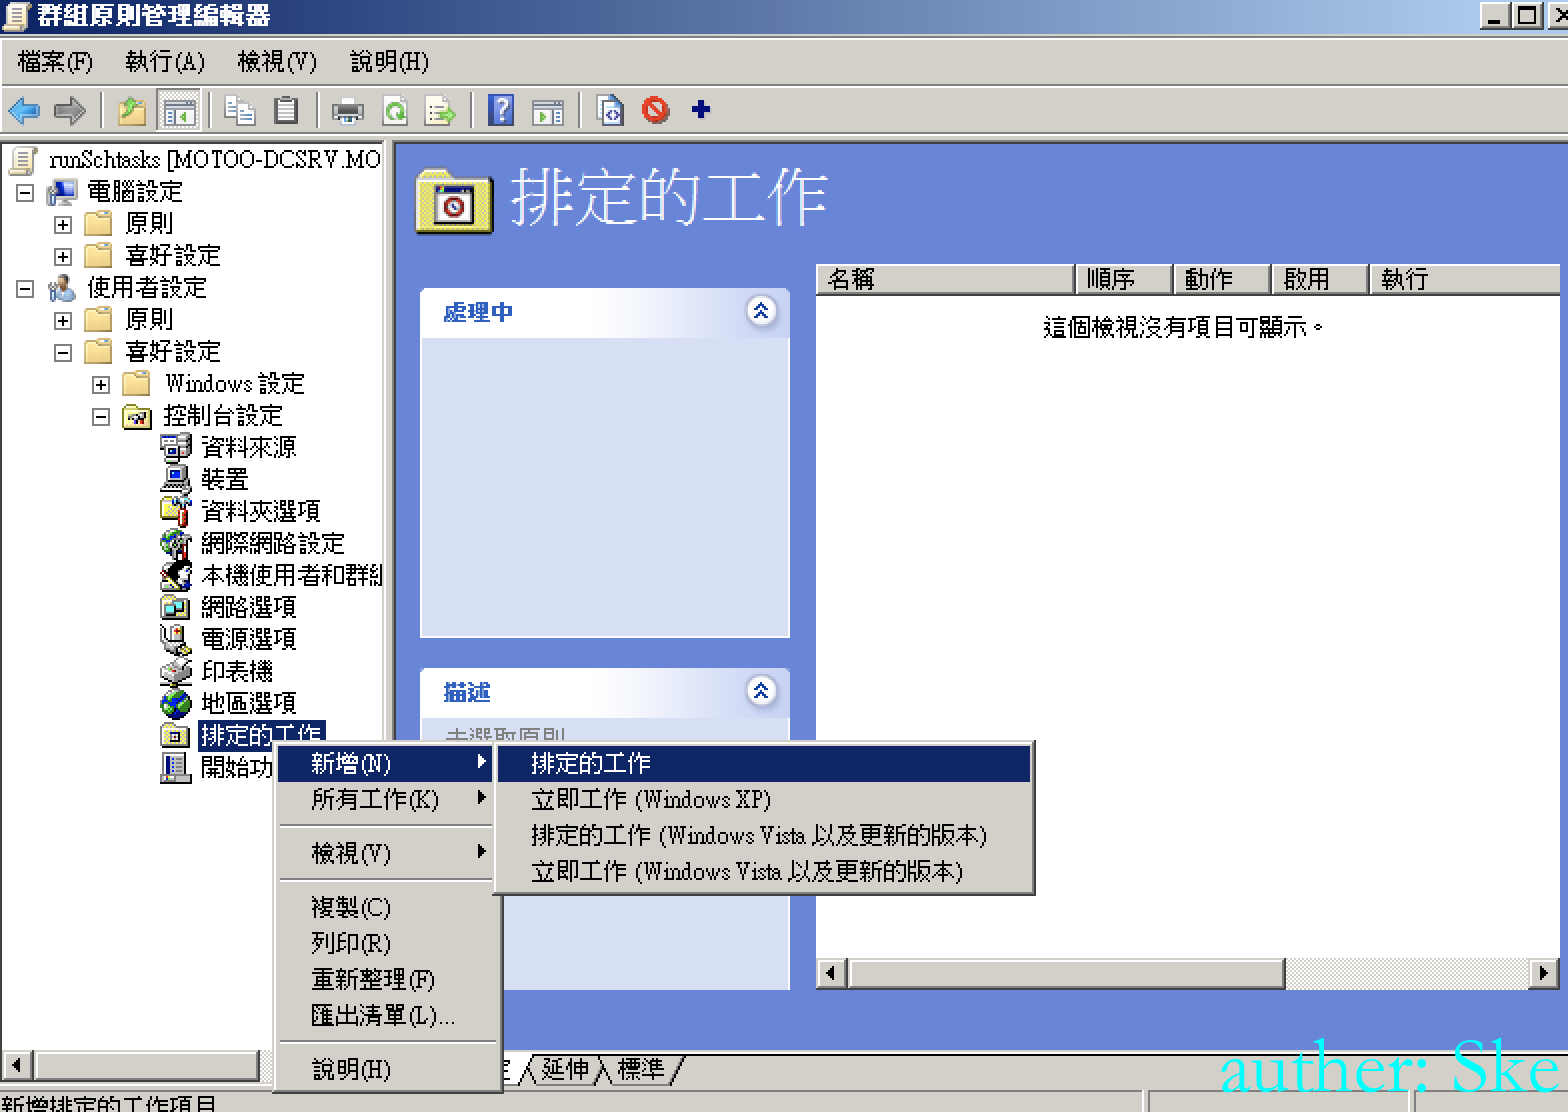 群組原則管理編輯器
檔案(F) 執行(A) 檢視(V) 說明(H)
runSchtasks [MOTOO-DCSRV.MO
電腦設定
原則
喜好設定
使用者設定
原則
喜好設定
Windows 設定
控制台設定
資料來源
裝置
資料夾選項
網際網路設定
本機使用者和群組
網路選項
電源選項
印表機
地區選項
排定的工作
開始功
排定的工作
處理中
描述
未選取原則
名稱 順序 動作 啟用 執行
這個檢視沒有項目可顯示。
新增(N)
所有工作(K)
檢視(V)
複製(C)
列印(R)
重新整理(F)
匯出清單(L)...
說明(H)
排定的工作
立即工作 (Windows XP)
排定的工作 (Windows Vista 以及更新的版本)
立即工作 (Windows Vista 以及更新的版本)
延伸 標準
新增排定的工作項目
auther: Ske